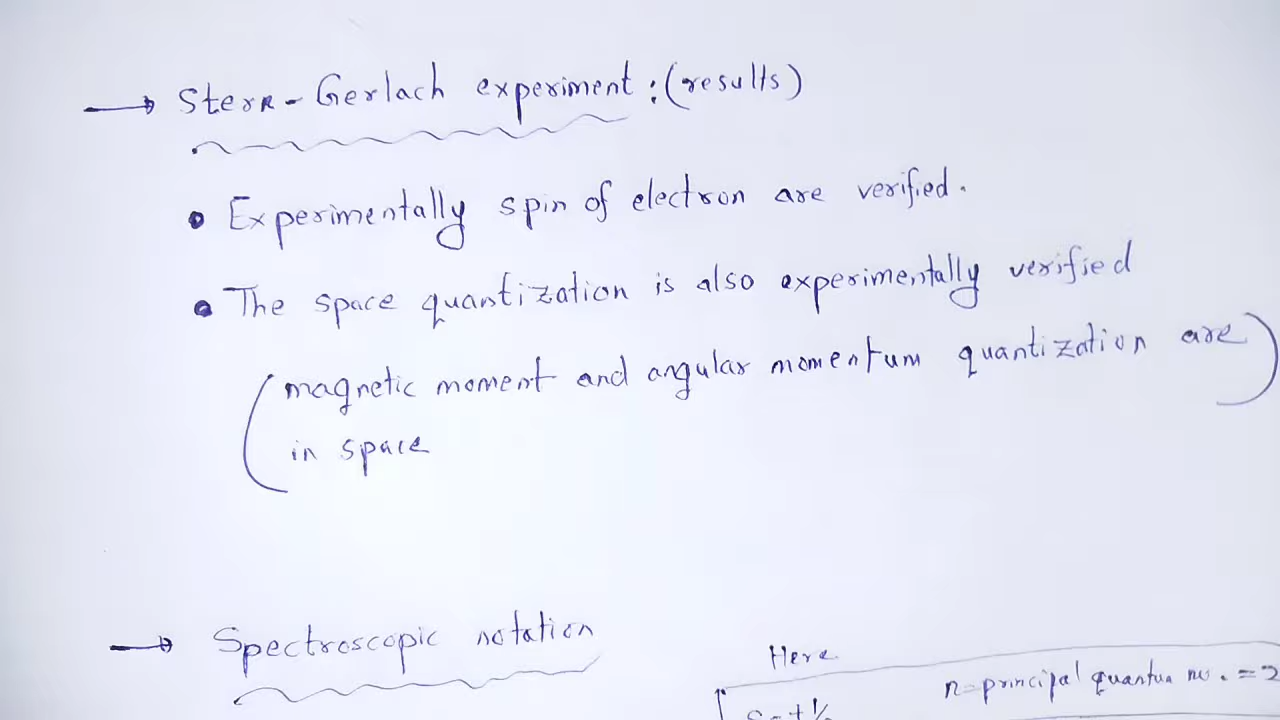 → Stern-Gerlach experiment : (results)
• Experimentally spin of electron are verified.
• The space quantization is also experimentally verified
(magnetic moment and angular momentum quantization are)
in space
→ Spectroscopic notation
Here
n=principal quantum no. = 2